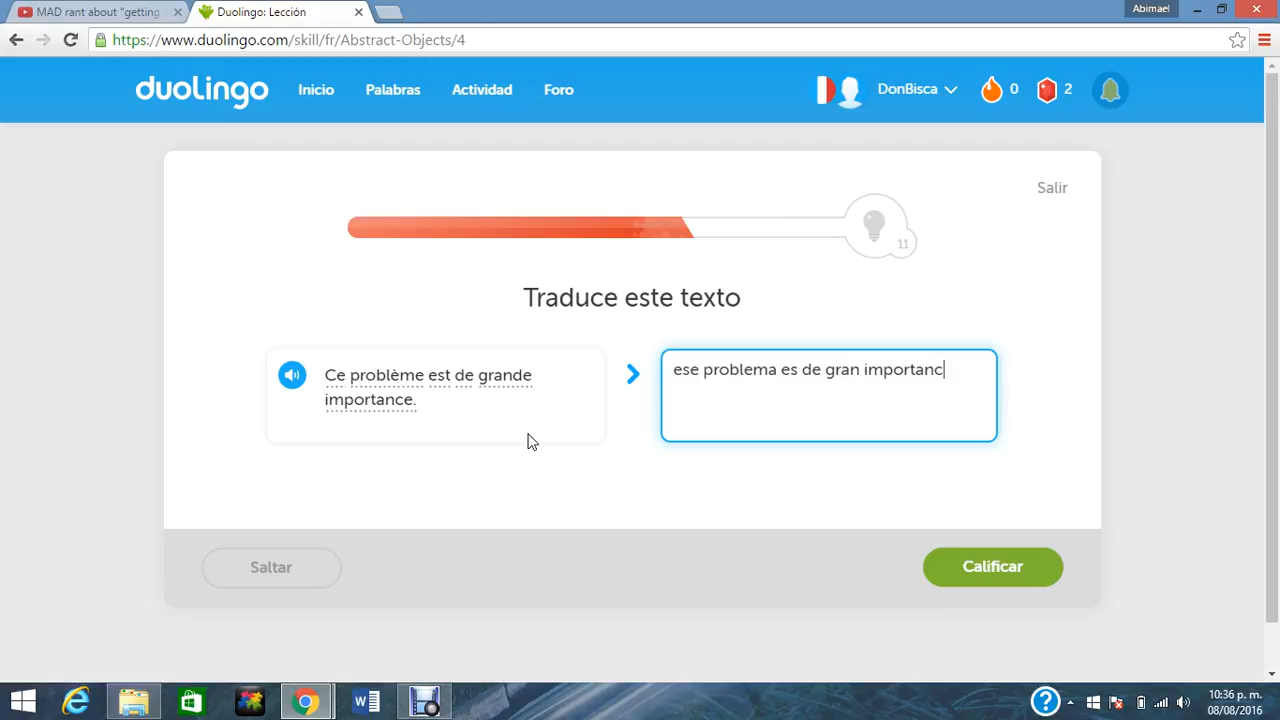 MAD rant about "getting
Duolingo: Lección
Abimael
https://www.duolingo.com/skill/fr/Abstract-Objects/4
duolingo Inicio Palabras Actividad Foro DonBisca 0 2
Salir
11
Traduce este texto
Ce problème est de grande
importance.
ese problema es de gran importanc
Saltar
Calificar
10:36 p. m.
08/08/2016